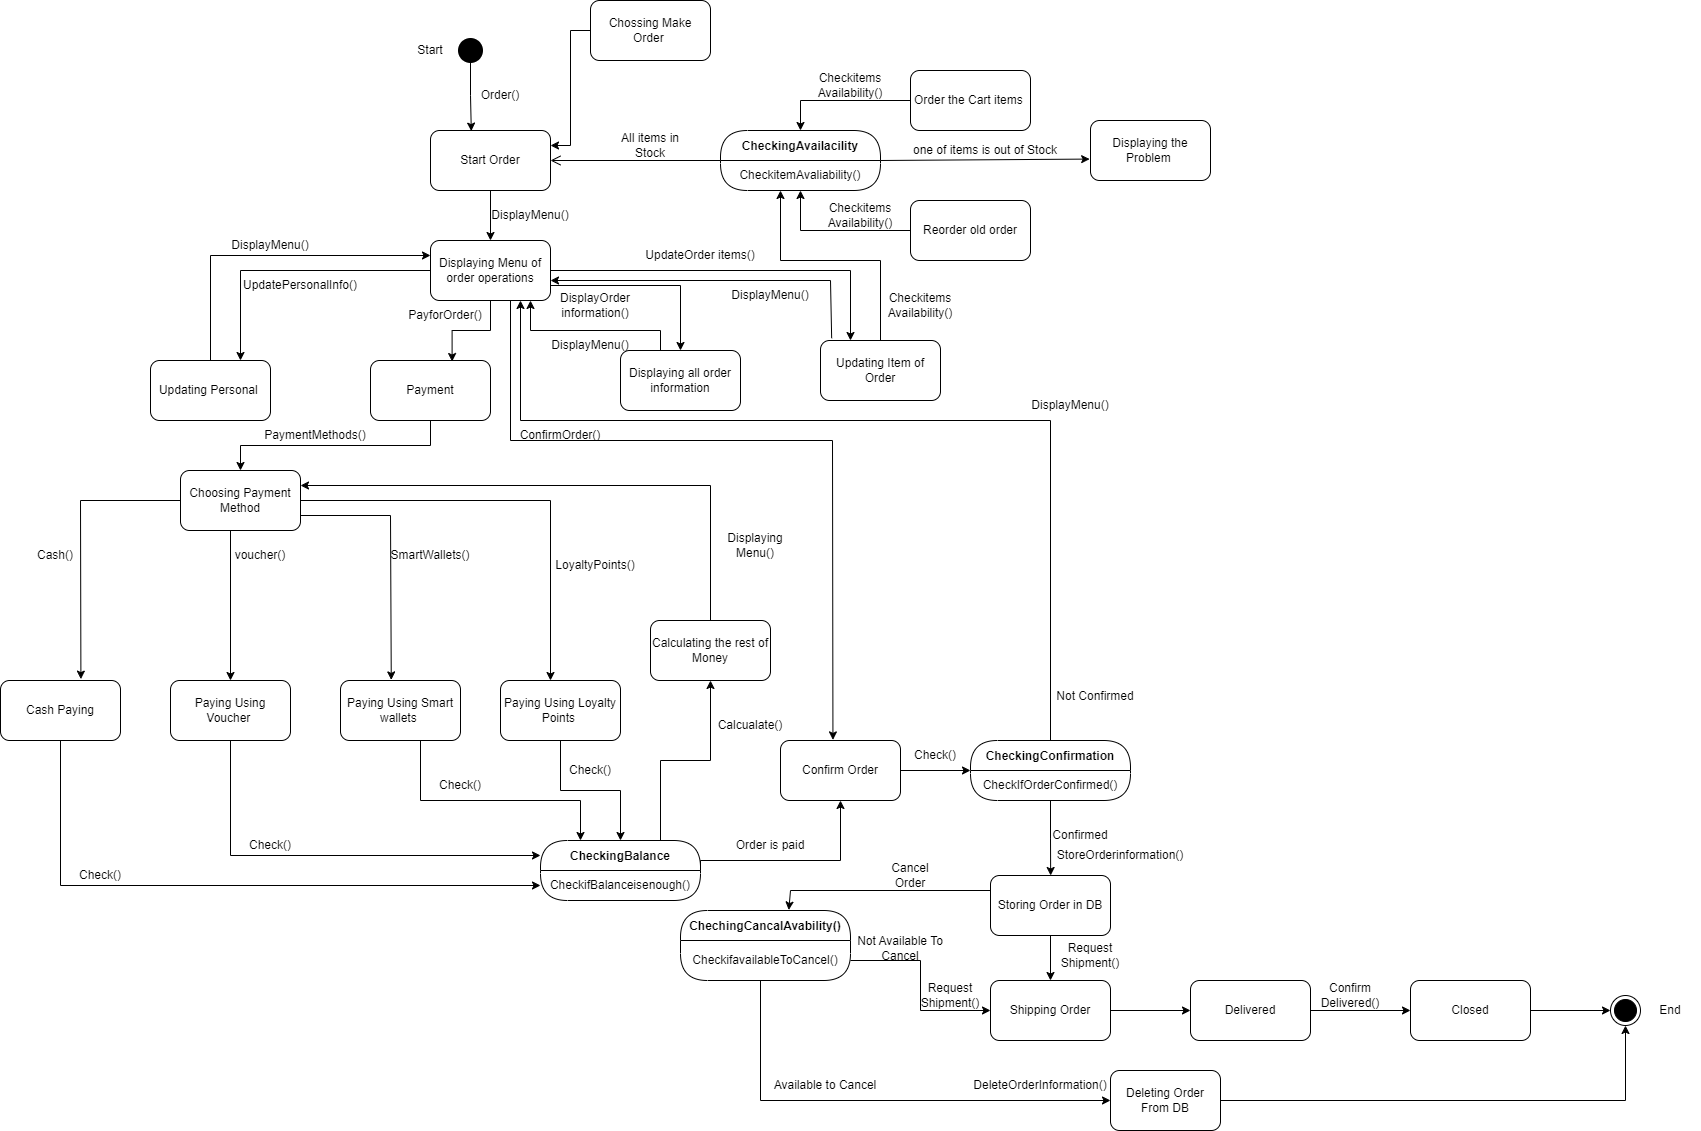 Chossing Make
Order
Start
Order()
Checkitems
Availability()
Order the Cart items
Start Order
All items in
Stock
CheckingAvailacility
CheckitemAvaliability()
one of items is out of Stock
Displaying the
Problem
DisplayMenu()
Checkitems
Availability()
Reorder old order
DisplayMenu()
Displaying Menu of
order operations
UpdateOrder items()
UpdatePersonalInfo()
DisplayOrder
information()
DisplayMenu()
Checkitems
Availability()
PayforOrder()
DisplayMenu()
Updating Personal
Payment
Displaying all order
information
Updating Item of
Order
DisplayMenu()
PaymentMethods()
ConfirmOrder()
Choosing Payment
Method
Cash()
voucher()
SmartWallets()
LoyaltyPoints()
Displaying
Menu()
Calculating the rest of
Money
Cash Paying
Paying Using
Voucher
Paying Using Smart
wallets
Paying Using Loyalty
Points
Not Confirmed
Calcualate()
Check()
Check()
Confirm Order
Check()
CheckingConfirmation
CheckIfOrderConfirmed()
Check()
Check()
CheckingBalance
CheckifBalanceisenough()
Order is paid
Confirmed
StoreOrderinformation()
Cancel
Order
Storing Order in DB
ChechingCancalAvability()
CheckifavailableToCancel()
Not Available To
Cancel
Request
Shipment()
Request
Shipment()
Shipping Order
Delivered
Confirm
Delivered()
Closed
End
Available to Cancel
DeleteOrderInformation()
Deleting Order
From DB